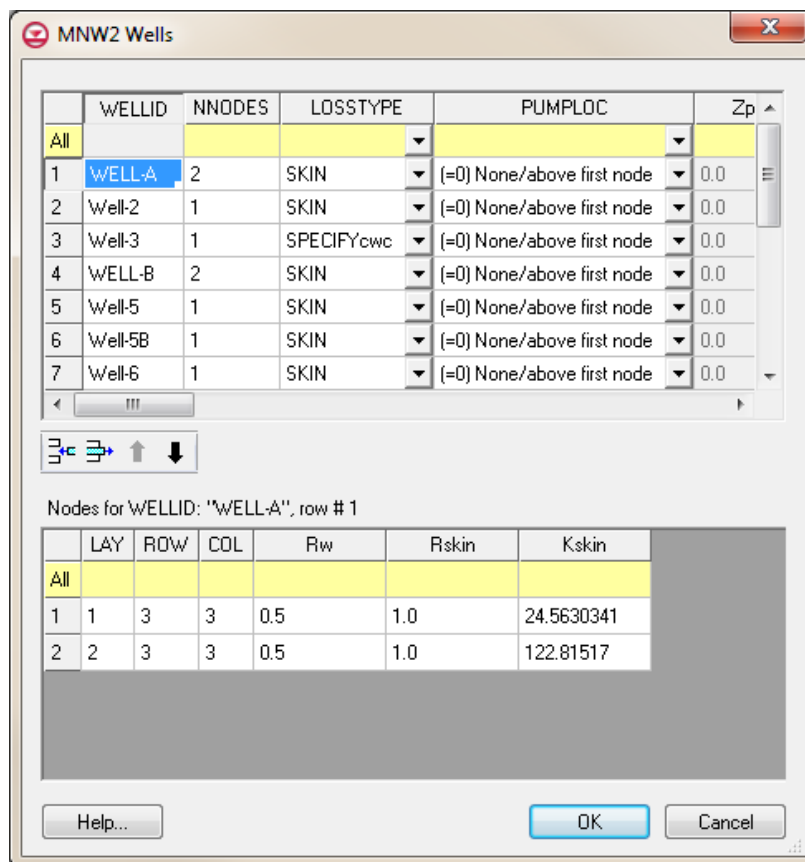 MNW2 Wells
WELLID NNODES LOSSTYPE PUMPLOC Zp
All
1 WELL-A 2 SKIN (=0) None/above first node 0.0
2 Well-2 1 SKIN (=0) None/above first node 0.0
3 Well-3 1 SPECIFYcwc (=0) None/above first node 0.0
4 WELL-B 2 SKIN (=0) None/above first node 0.0
5 Well-5 1 SKIN (=0) None/above first node 0.0
6 Well-5B 1 SKIN (=0) None/above first node 0.0
7 Well-6 1 SKIN (=0) None/above first node 0.0
Nodes for WELLID: "WELL-A", row # 1
LAY ROW COL Rw Rskin Kskin
All
1 1 3 3 0.5 1.0 24.5630341
2 2 3 3 0.5 1.0 122.81517
Help... OK Cancel